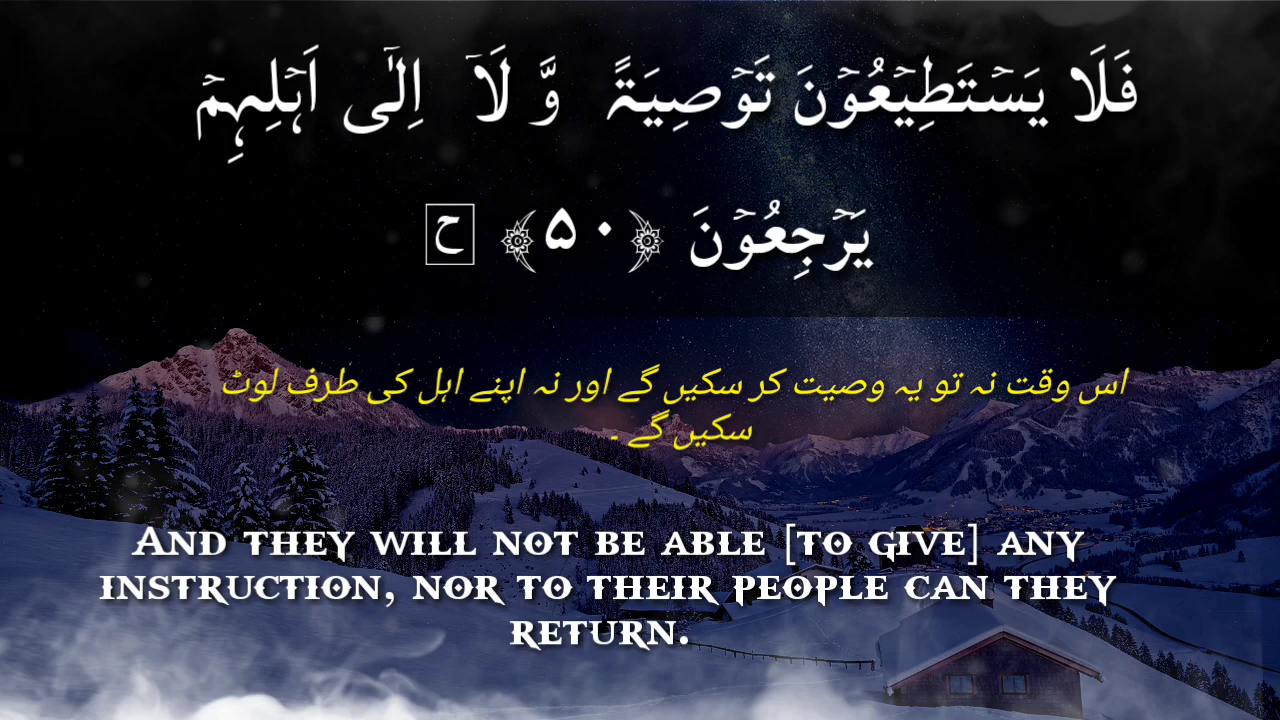 فَلَا يَسۡتَطِيۡعُوۡنَ تَوۡصِيَةً وَّ لَاۤ اِلٰٓى اَهۡلِهِمۡ
يَرۡجِعُوۡنَ ﴿۵۰﴾ ح
اس وقت نہ تو یہ وصیت کر سکیں گے اور نہ اپنے اہل کی طرف لوٹ
سکیں گے ۔
And they will not be able [to give] any
instruction, nor to their people can they
return.